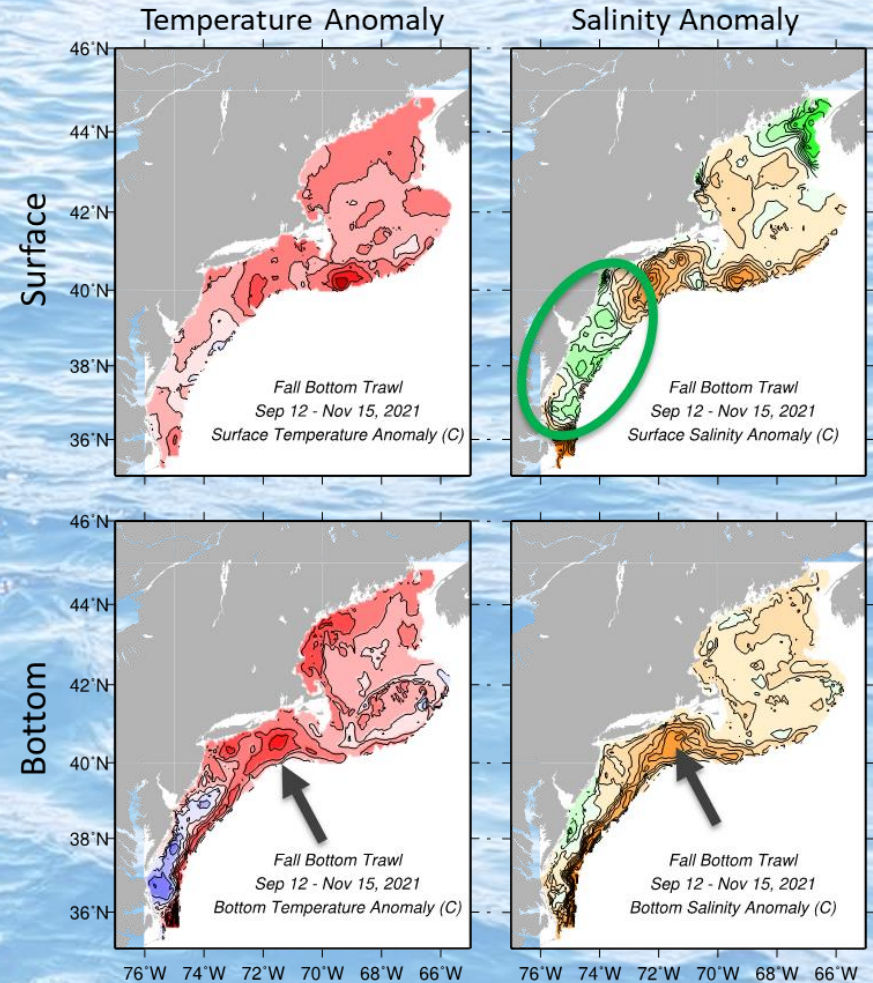 Temperature Anomaly
Salinity Anomaly
Surface
46°N
44°N
42°N
40°N
38°N
36°N
Fall Bottom Trawl
Sep 12 - Nov 15, 2021
Surface Temperature Anomaly (C)
46°N
44°N
42°N
40°N
38°N
36°N
Fall Bottom Trawl
Sep 12 - Nov 15, 2021
Surface Salinity Anomaly (C)
Bottom
46°N
44°N
42°N
40°N
38°N
36°N
Fall Bottom Trawl
Sep 12 - Nov 15, 2021
Bottom Temperature Anomaly (C)
76°W 74°W 72°W 70°W 68°W 66°W
46°N
44°N
42°N
40°N
38°N
36°N
Fall Bottom Trawl
Sep 12 - Nov 15, 2021
Bottom Salinity Anomaly (C)
76°W 74°W 72°W 70°W 68°W 66°W